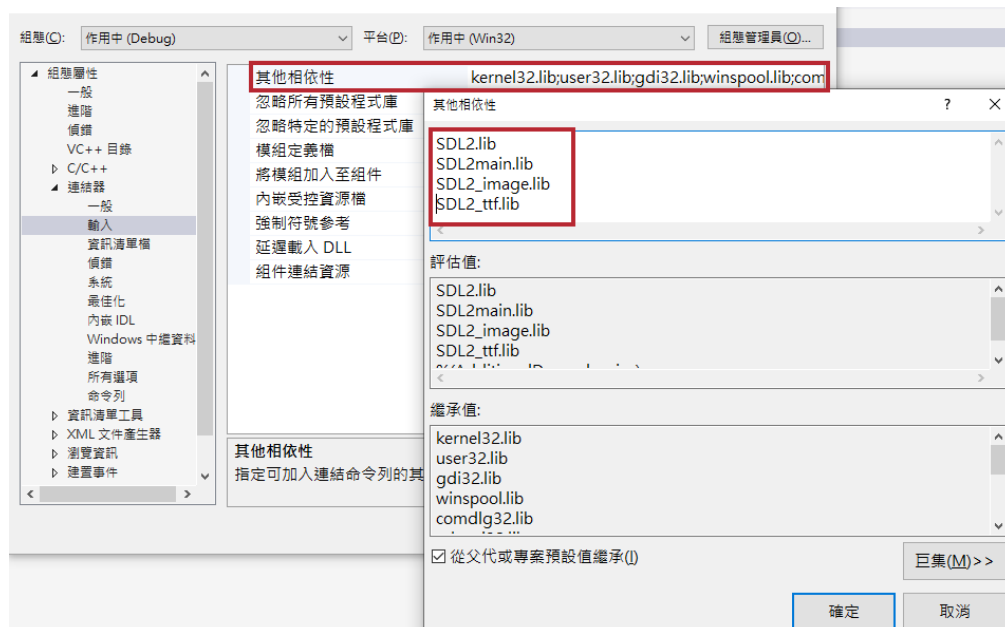 組態(C):
作用中 (Debug)
平台(P):
作用中 (Win32)
組態管理員(O)...
組態屬性
一般
進階
偵錯
VC++ 目錄
C/C++
連結器
一般
輸入
資訊清單檔
偵錯
系統
最佳化
內嵌 IDL
Windows 中繼資料
進階
所有選項
命令列
資訊清單工具
XML 文件產生器
瀏覽資訊
建置事件
其他相依性
kernel32.lib;user32.lib;gdi32.lib;winspool.lib;com
忽略所有預設程式庫
忽略特定的預設程式庫
模組定義檔
將模組加入至組件
內嵌受控資源檔
強制符號參考
延遲載入 DLL
組件連結資源
其他相依性
指定可加入連結命令列的其
其他相依性
?
SDL2.lib
SDL2main.lib
SDL2_image.lib
SDL2_ttf.lib
評估值:
SDL2.lib
SDL2main.lib
SDL2_image.lib
SDL2_ttf.lib
繼承值:
kernel32.lib
user32.lib
gdi32.lib
winspool.lib
comdlg32.lib
從父代或專案預設值繼承(I)
巨集(M)>>
確定
取消